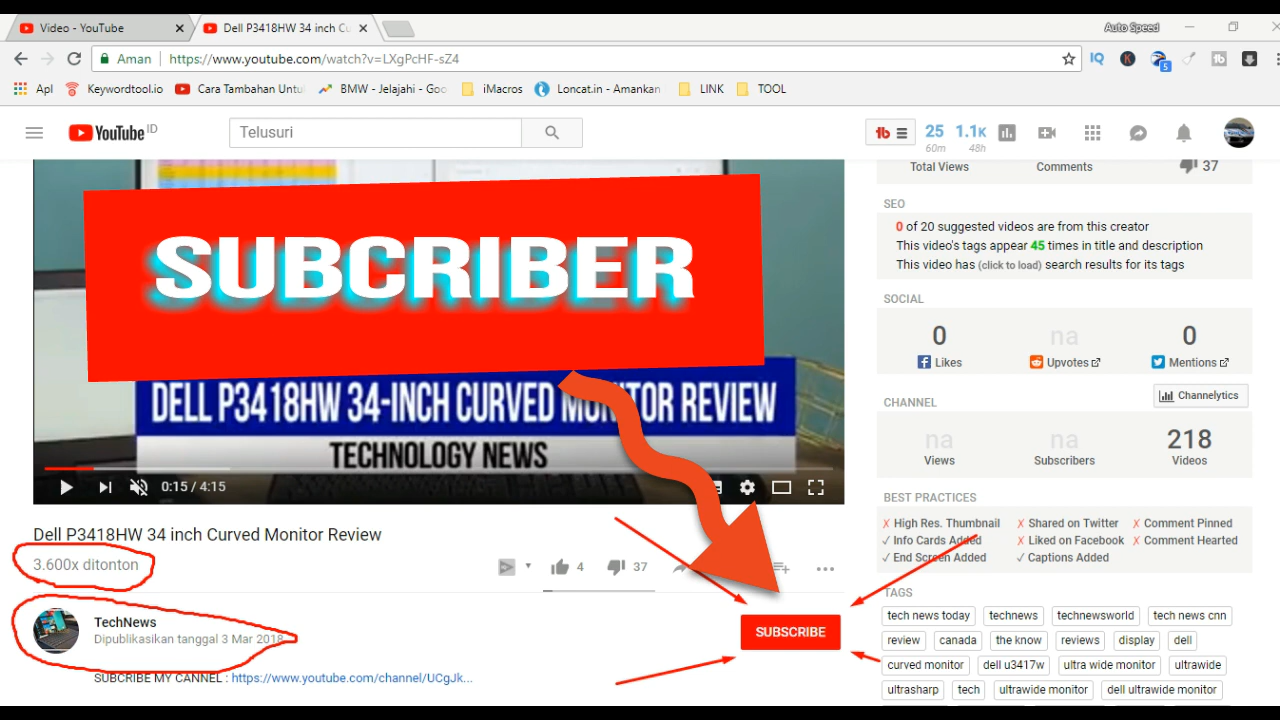 Video - YouTube
Dell P3418HW 34 inch Cu
Auto Speed
Aman
https://www.youtube.com/watch?v=LXgPcHF-sZ4
IQ
K
5
tb
Apl
Keywordtool.io
Cara Tambahan Untu
BMW - Jelajahi - Goo
iMacros
Loncat.in - Amankan
LINK
TOOL
YouTube ID
Telusuri
tb
25
60m
1.1K
48h
Total Views
Comments
37
SUBCRIBER
DELL P3418HW 34-INCH CURVED MONITOR REVIEW
TECHNOLOGY NEWS
0:15 / 4:15
SEO
0 of 20 suggested videos are from this creator
This video's tags appear 45 times in title and description
This video has (click to load) search results for its tags
SOCIAL
0 na 0
Likes Upvotes Mentions
CHANNEL
Channelytics
na na 218
Views Subscribers Videos
BEST PRACTICES
✗ High Res. Thumbnail ✗ Shared on Twitter ✗ Comment Pinned
✓ Info Cards Added ✗ Liked on Facebook ✗ Comment Hearted
✓ End Screen Added ✓ Captions Added
TAGS
tech news today technews technewsworld tech news cnn
review canada the know reviews display dell
curved monitor dell u3417w ultra wide monitor ultrawide
ultrasharp tech ultrawide monitor dell ultrawide monitor
Dell P3418HW 34 inch Curved Monitor Review
3.600x ditonton
4
37
TechNews
Dipublikasikan tanggal 3 Mar 2018
SUBSCRIBE
SUBCRIBE MY CANNEL : https://www.youtube.com/channel/UCgJk...